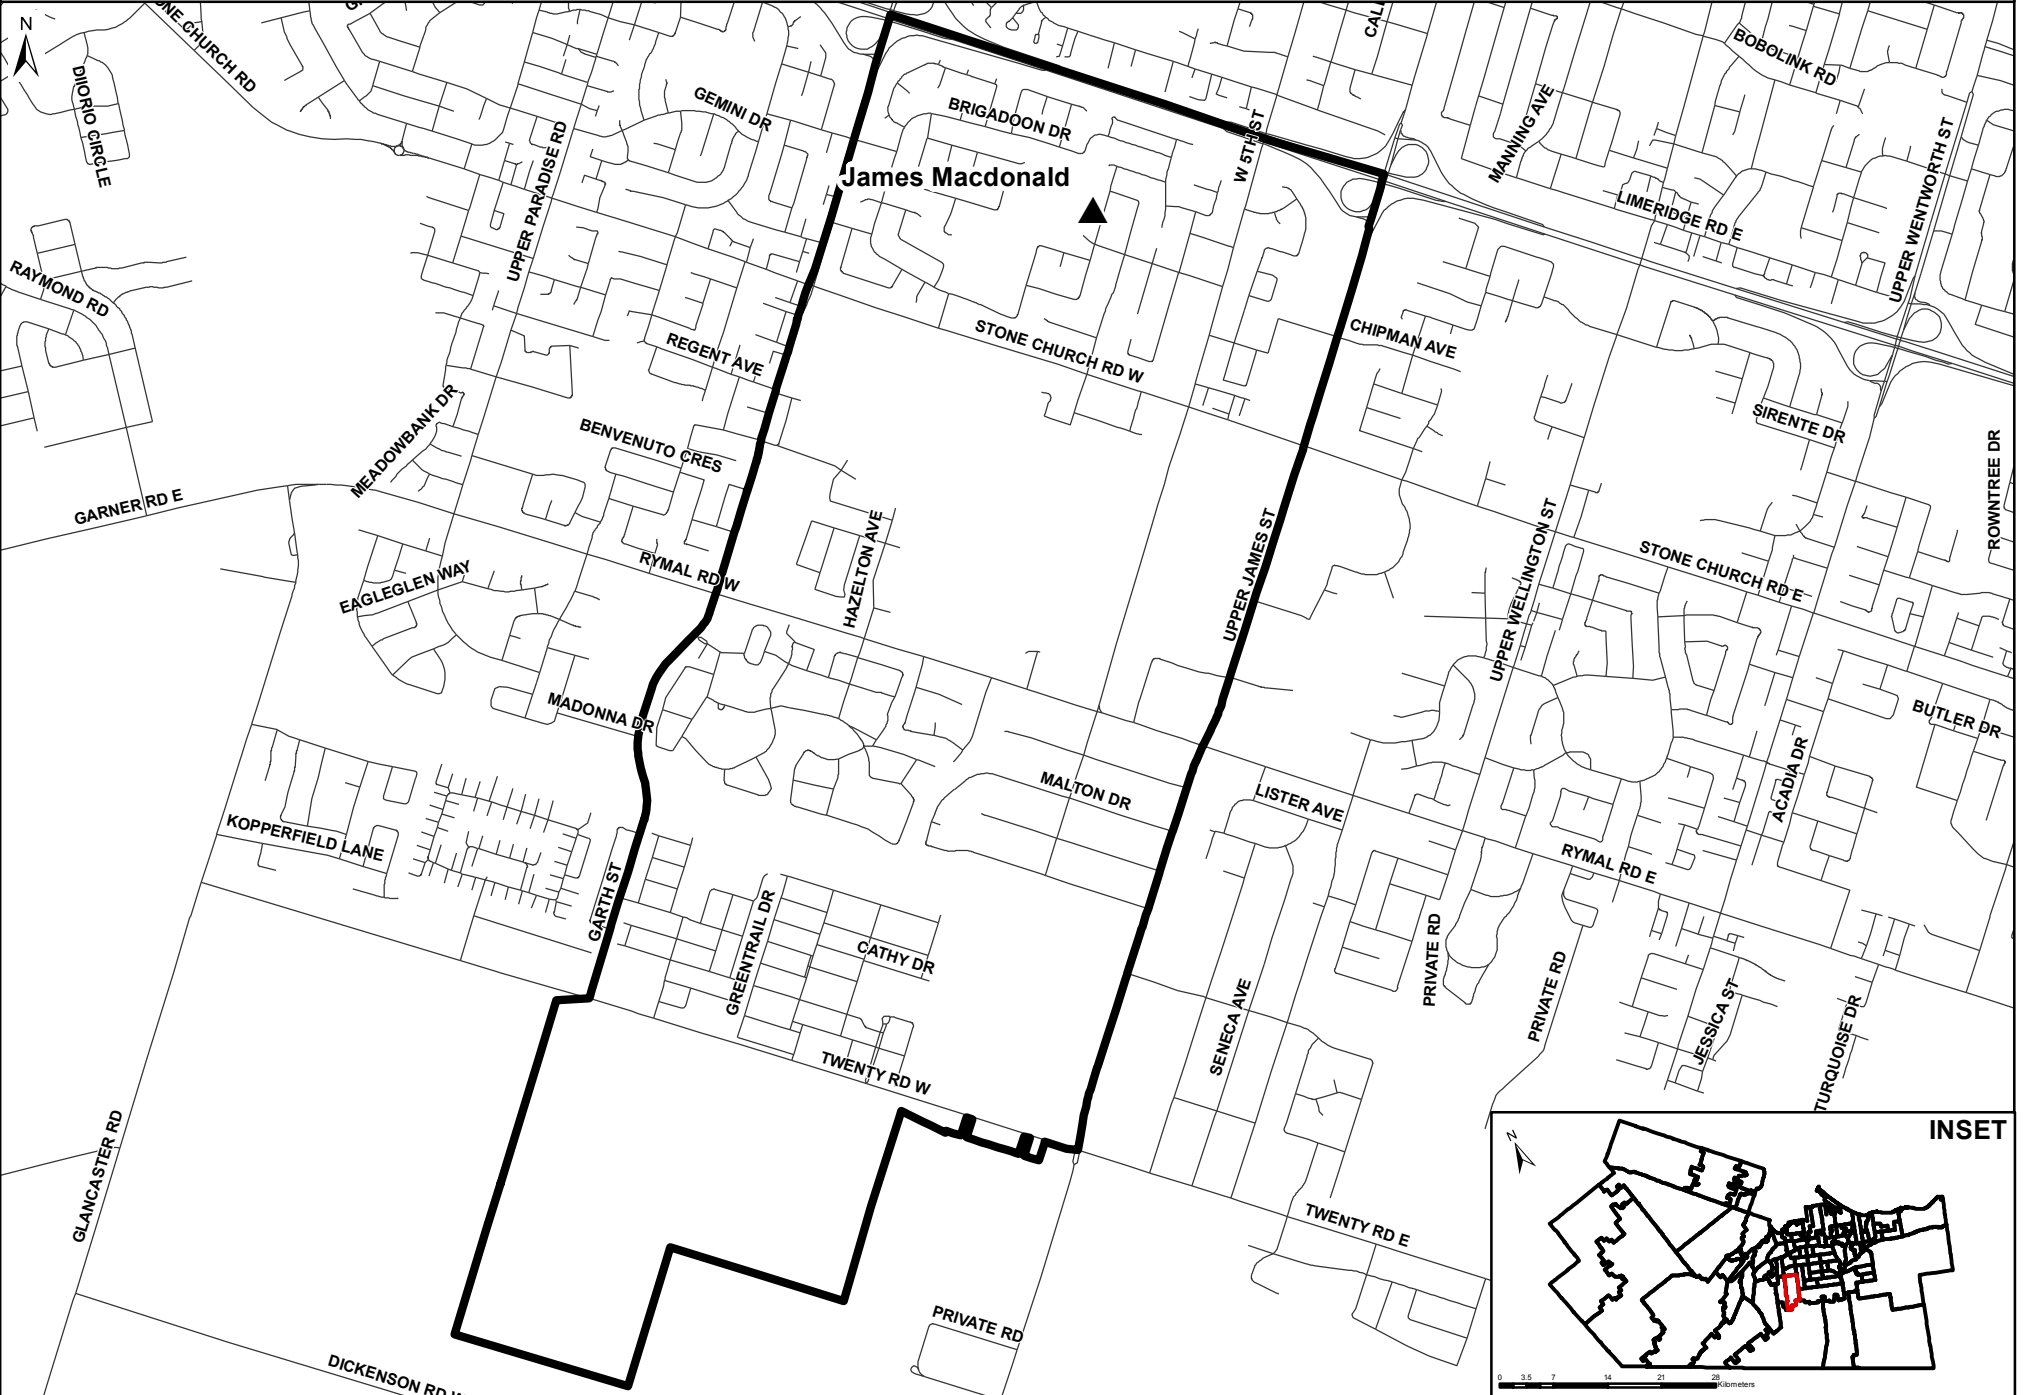 N
ONE CHURCH RD
DIIORIO CIRCLE
GEMINI DR
BRIGADOON DR
W 5TH ST
CALI
MANNING AVE
BOBOLINK RD
UPPER PARADISE RD
James Macdonald
LIMERIDGE RD E
UPPER WENTWORTH ST
RAYMOND RD
REGENT AVE
STONE CHURCH RD W
CHIPMAN AVE
MEADOWBANK DR
BENVENUTO CRES
SIRENTE DR
ROWNTREE DR
GARNER RD E
HAZELTON AVE
UPPER JAMES ST
UPPER WELLINGTON ST
STONE CHURCH RD E
EAGLEGLEN WAY
RYMAL RD W
MADONNA DR
BUTLER DR
ACADIA DR
MALTON DR
LISTER AVE
KOPPERFIELD LANE
RYMAL RD E
GARTH ST
GREENTRAIL DR
CATHY DR
PRIVATE RD
PRIVATE RD
SENECA AVE
JESSICA ST
TURQUOISE DR
TWENTY RD W
GLANCASTER RD
TWENTY RD E
PRIVATE RD
DICKENSON RD W
INSET
N
0 3.5 7 14 21 28
Kilometers